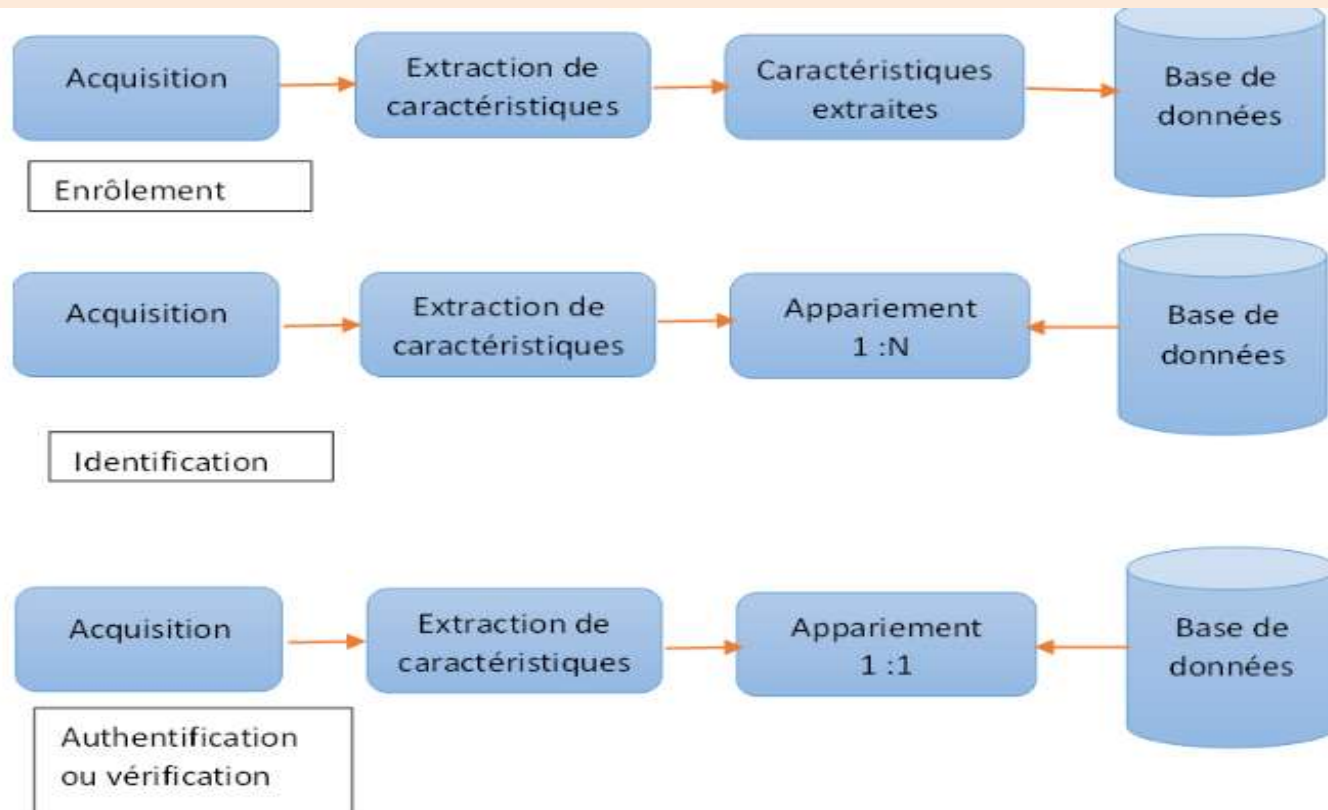 Acquisition
Extraction de
caractéristiques
Caractéristiques
extraites
Base de
données
Enrôlement
Acquisition
Extraction de
caractéristiques
Appariement
1 :N
Base de
données
Identification
Acquisition
Extraction de
caractéristiques
Appariement
1 :1
Base de
données
Authentification
ou vérification